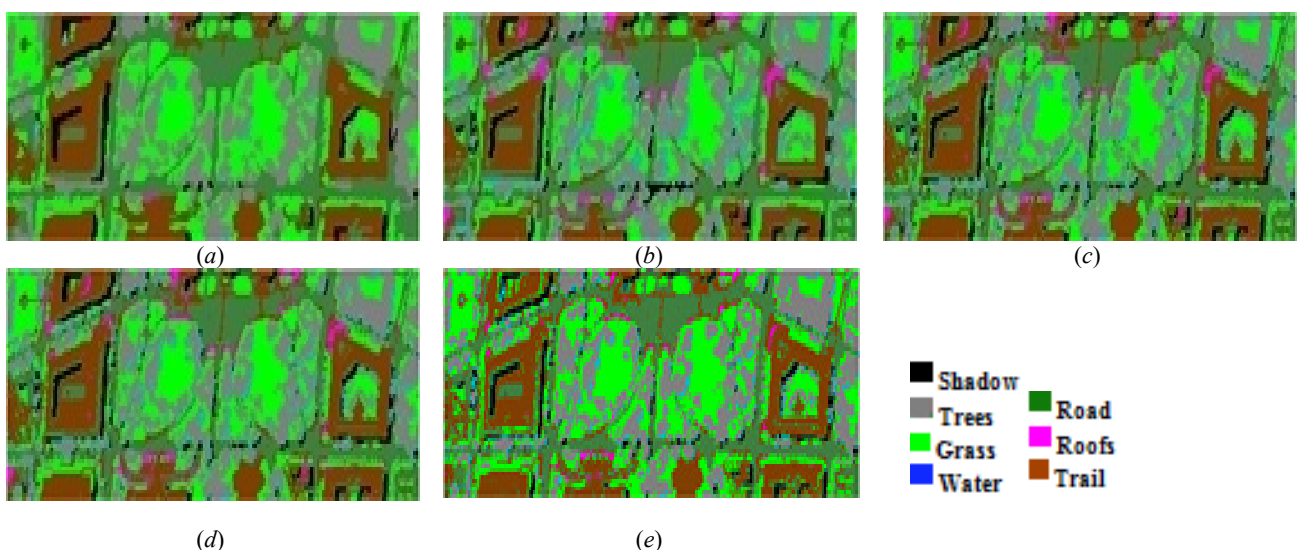 (a)
(b)
(c)
(d)
(e)
Shadow
Trees
Grass
Water
Road
Roofs
Trail